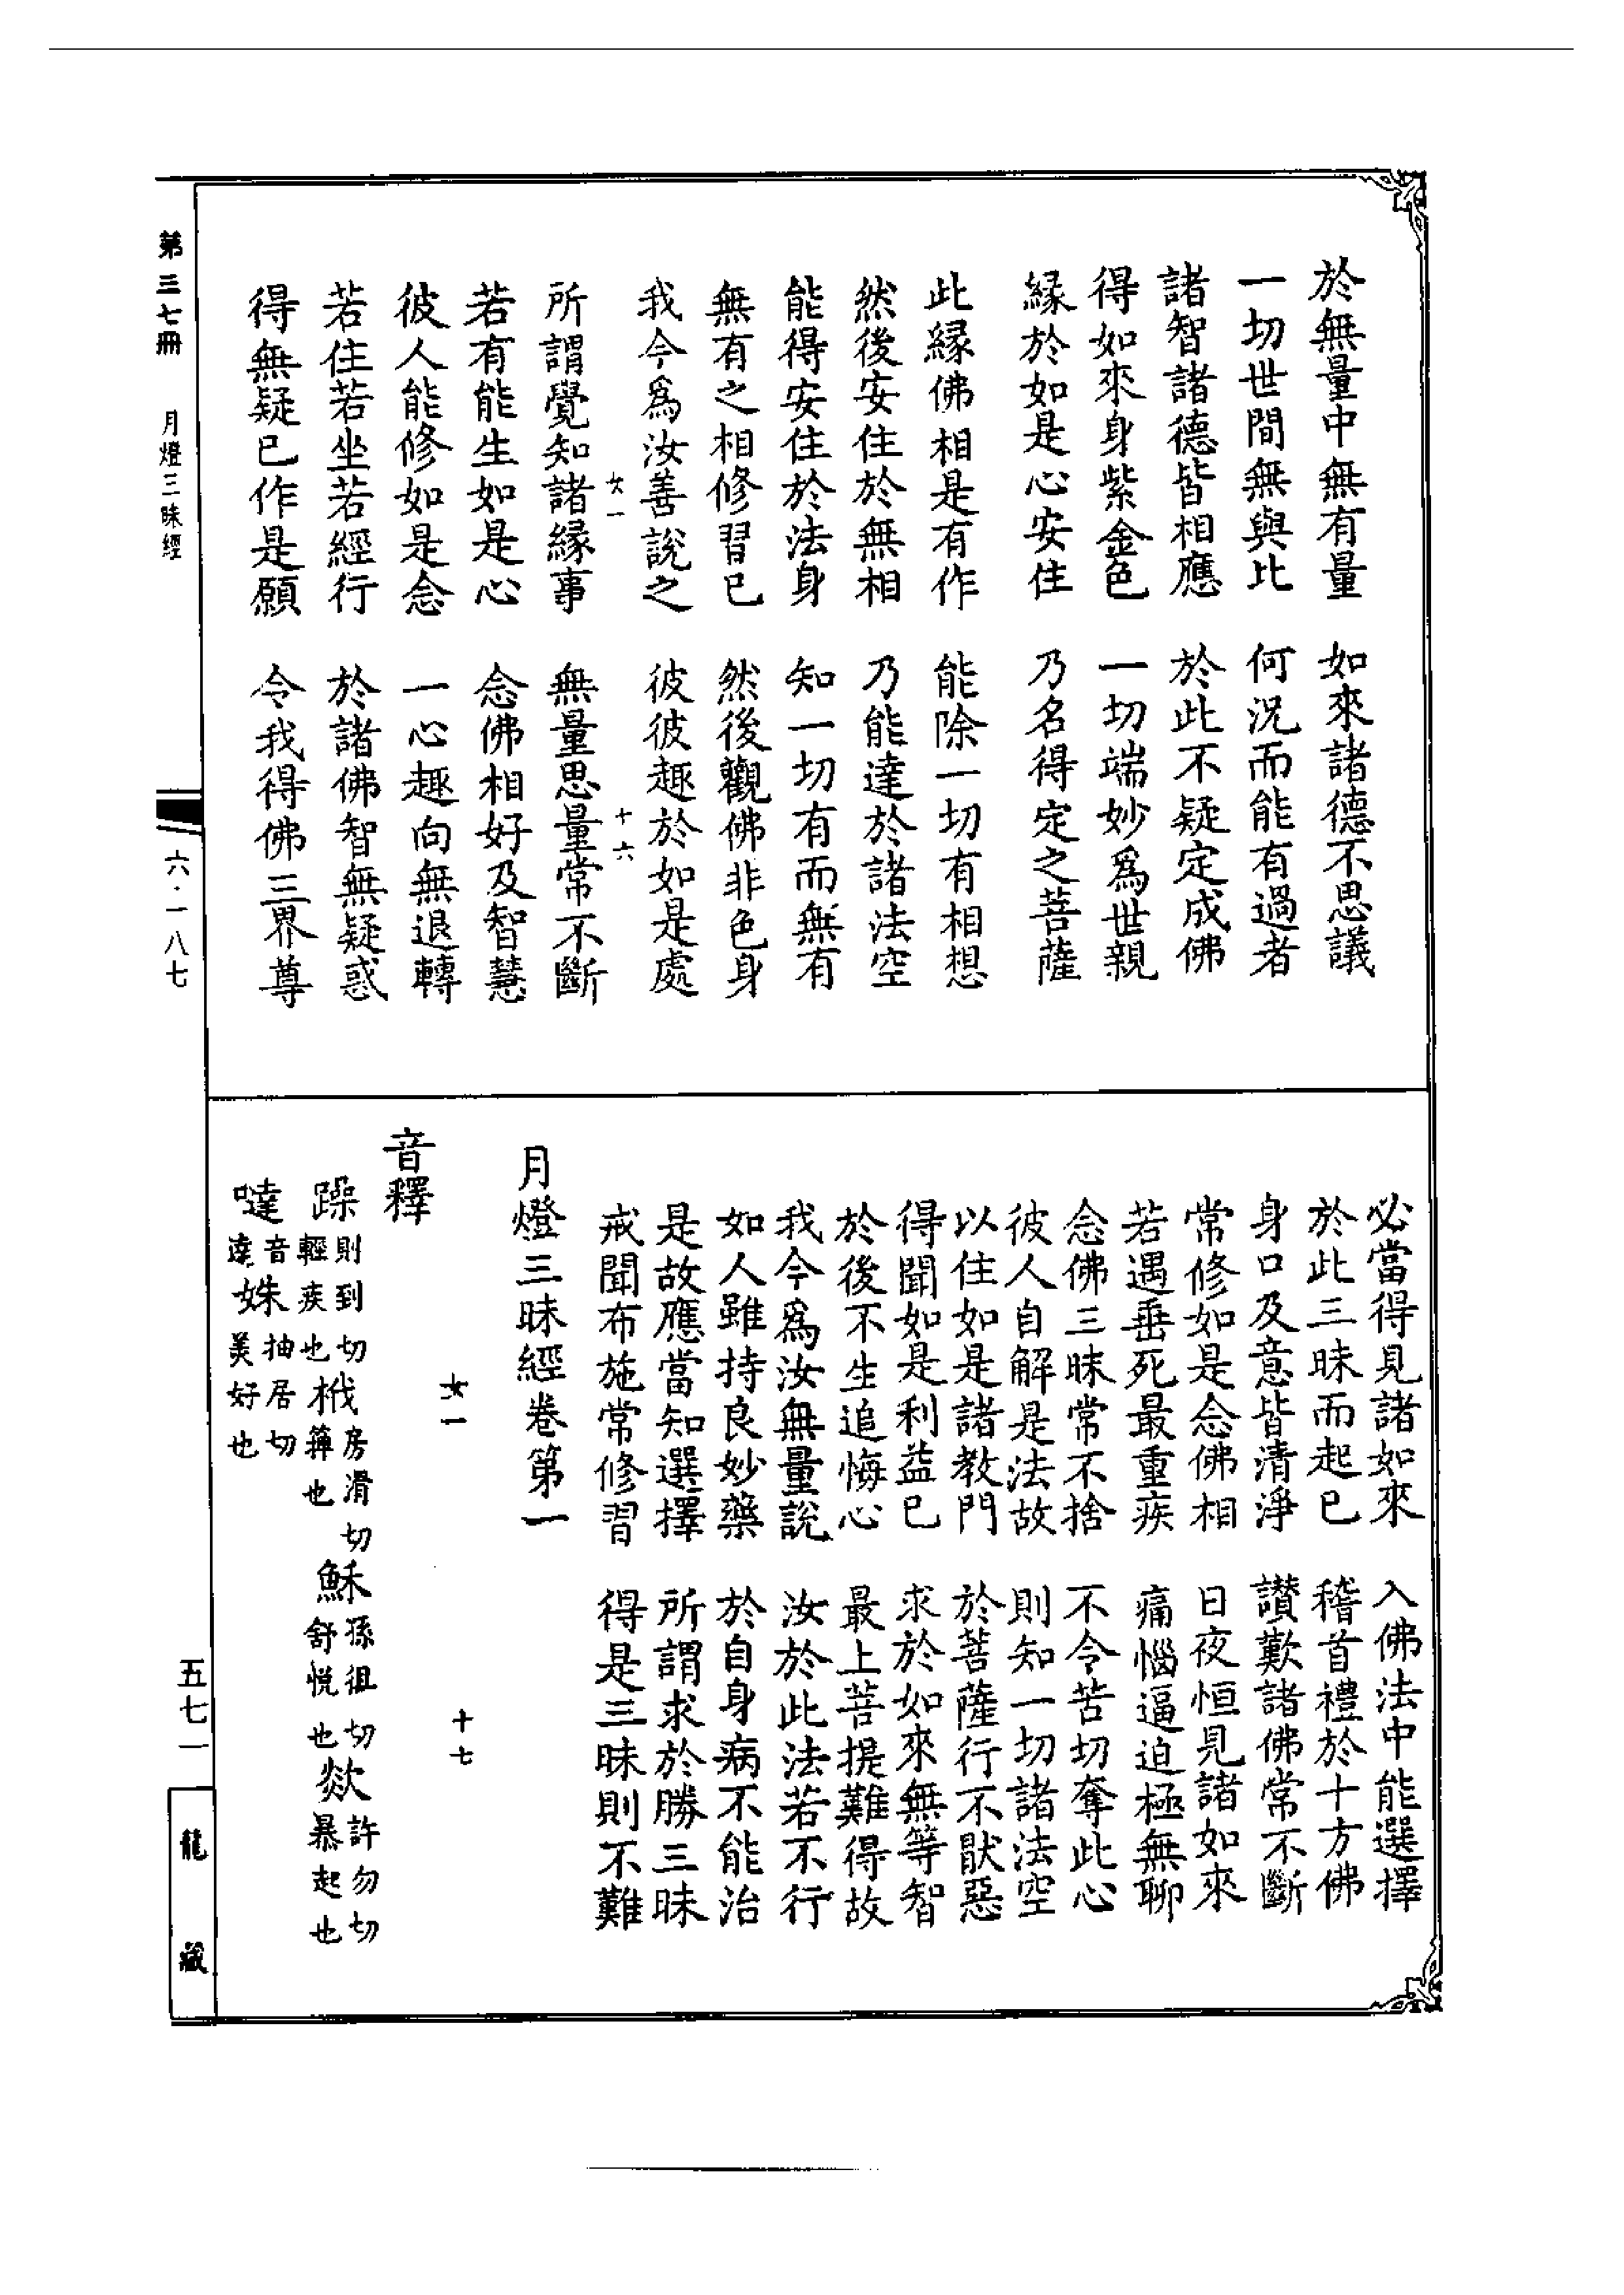 於無量中無有量　如來諸德不思議
一切世間無與比　何況而能有過者
諸智諸德皆相應　於此不疑定成佛
得如來身紫金色　一切端妙爲世親
緣於如是心安住　乃名得定之菩薩
此緣佛相是有作　能除一切有相想
然後安住於無相　乃能達於諸法空
能得安住於法身　知一切有而無有
無有之相修習已　然後觀佛非色身
我今爲汝善說之　彼彼趣於如是處
女一　十六
所謂覺知諸緣事　無量思量常不斷
若有能生如是心　念佛相好及智慧
彼人能修如是念　一心趣向無退轉
若住若坐若經行　於諸佛智無疑惑
得無疑已作是願　令我得佛三界尊
第三七冊　月燈三昧經　六·一八七
必當得見諸如來　入佛法中能選擇
於此三昧而起已　稽首禮於十方佛
身口及意皆清淨　讚歎諸佛常不斷
常修如是念佛相　日夜恒見諸如來
若遇垂死最重疾　痛惱逼迫極無聊
念佛三昧常不捨　不令苦切奪此心
彼人自解是法故　則知一切諸法空
以住如是諸教門　於菩薩行不猒惡
得聞如是利益已　求於如來無等智
於後不生追悔心　最上菩提難得故
我今爲汝無量說　汝於此法若不行
如人雖持良妙藥　於自身病不能治
是故應當知選擇　所謂求於勝三昧
戒聞布施常修習　得是三昧則不難
月燈三昧經卷第一
女一　十七
音釋
躁則到切輕疾也栰房滑切箄也穌孫徂切舒悅也欻許勿切暴起也
噠音達姝抽居切美好也
五七一　龍藏